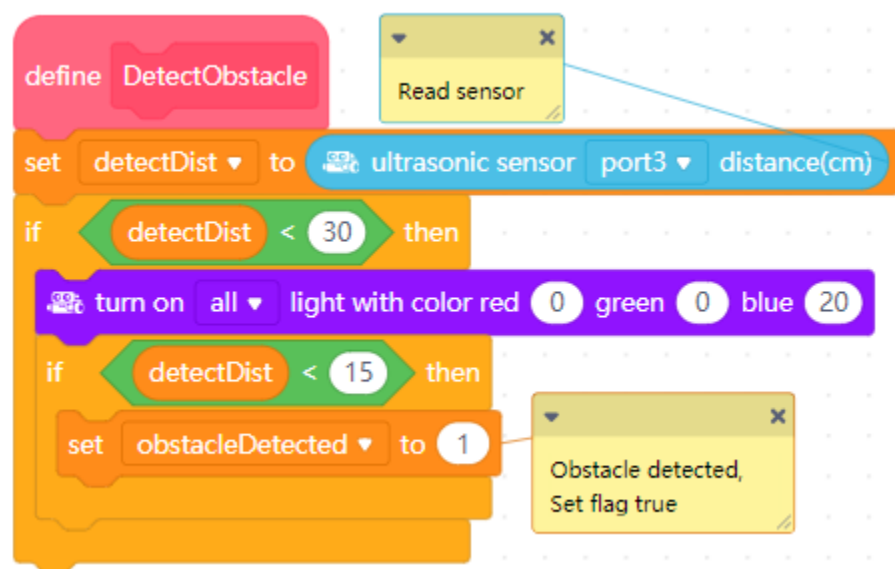 define DetectObstacle
Read sensor
set detectDist to ultrasonic sensor port3 distance(cm)
if detectDist < 30 then
turn on all light with color red 0 green 0 blue 20
if detectDist < 15 then
set obstacleDetected to 1
Obstacle detected,
Set flag true